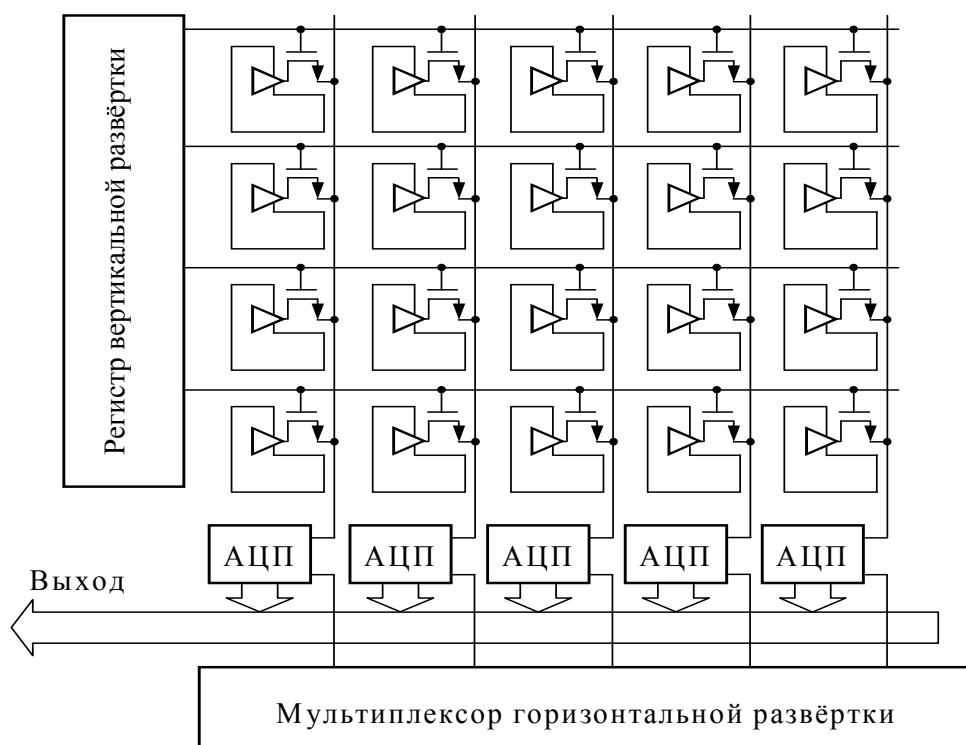 Регистр вертикальной развёртки
АЦП АЦП АЦП АЦП АЦП
Выход
Мультиплексор горизонтальной развёртки